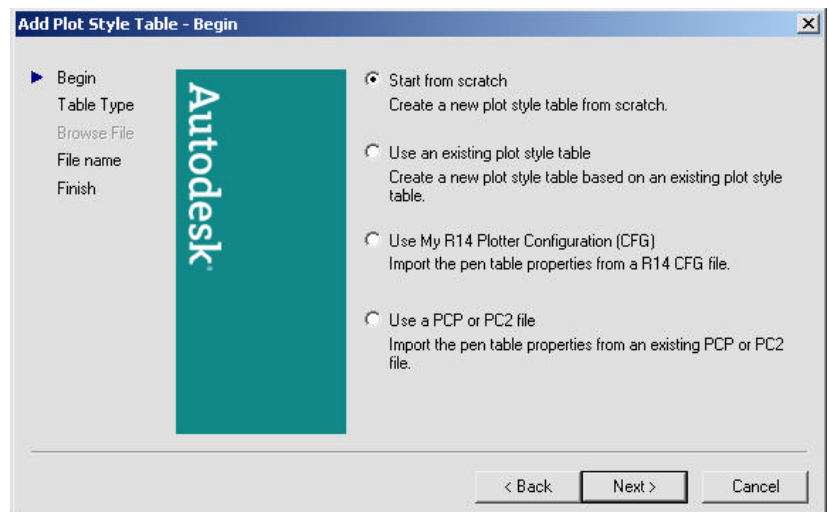 Add Plot Style Table - Begin
Begin
Table Type
Browse File
File name
Finish
Autodesk
Start from scratch
Create a new plot style table from scratch.
Use an existing plot style table
Create a new plot style table based on an existing plot style
table.
Use My R14 Plotter Configuration (CFG)
Import the pen table properties from a R14 CFG file.
Use a PCP or PC2 file
Import the pen table properties from an existing PCP or PC2
file.
< Back
Next >
Cancel